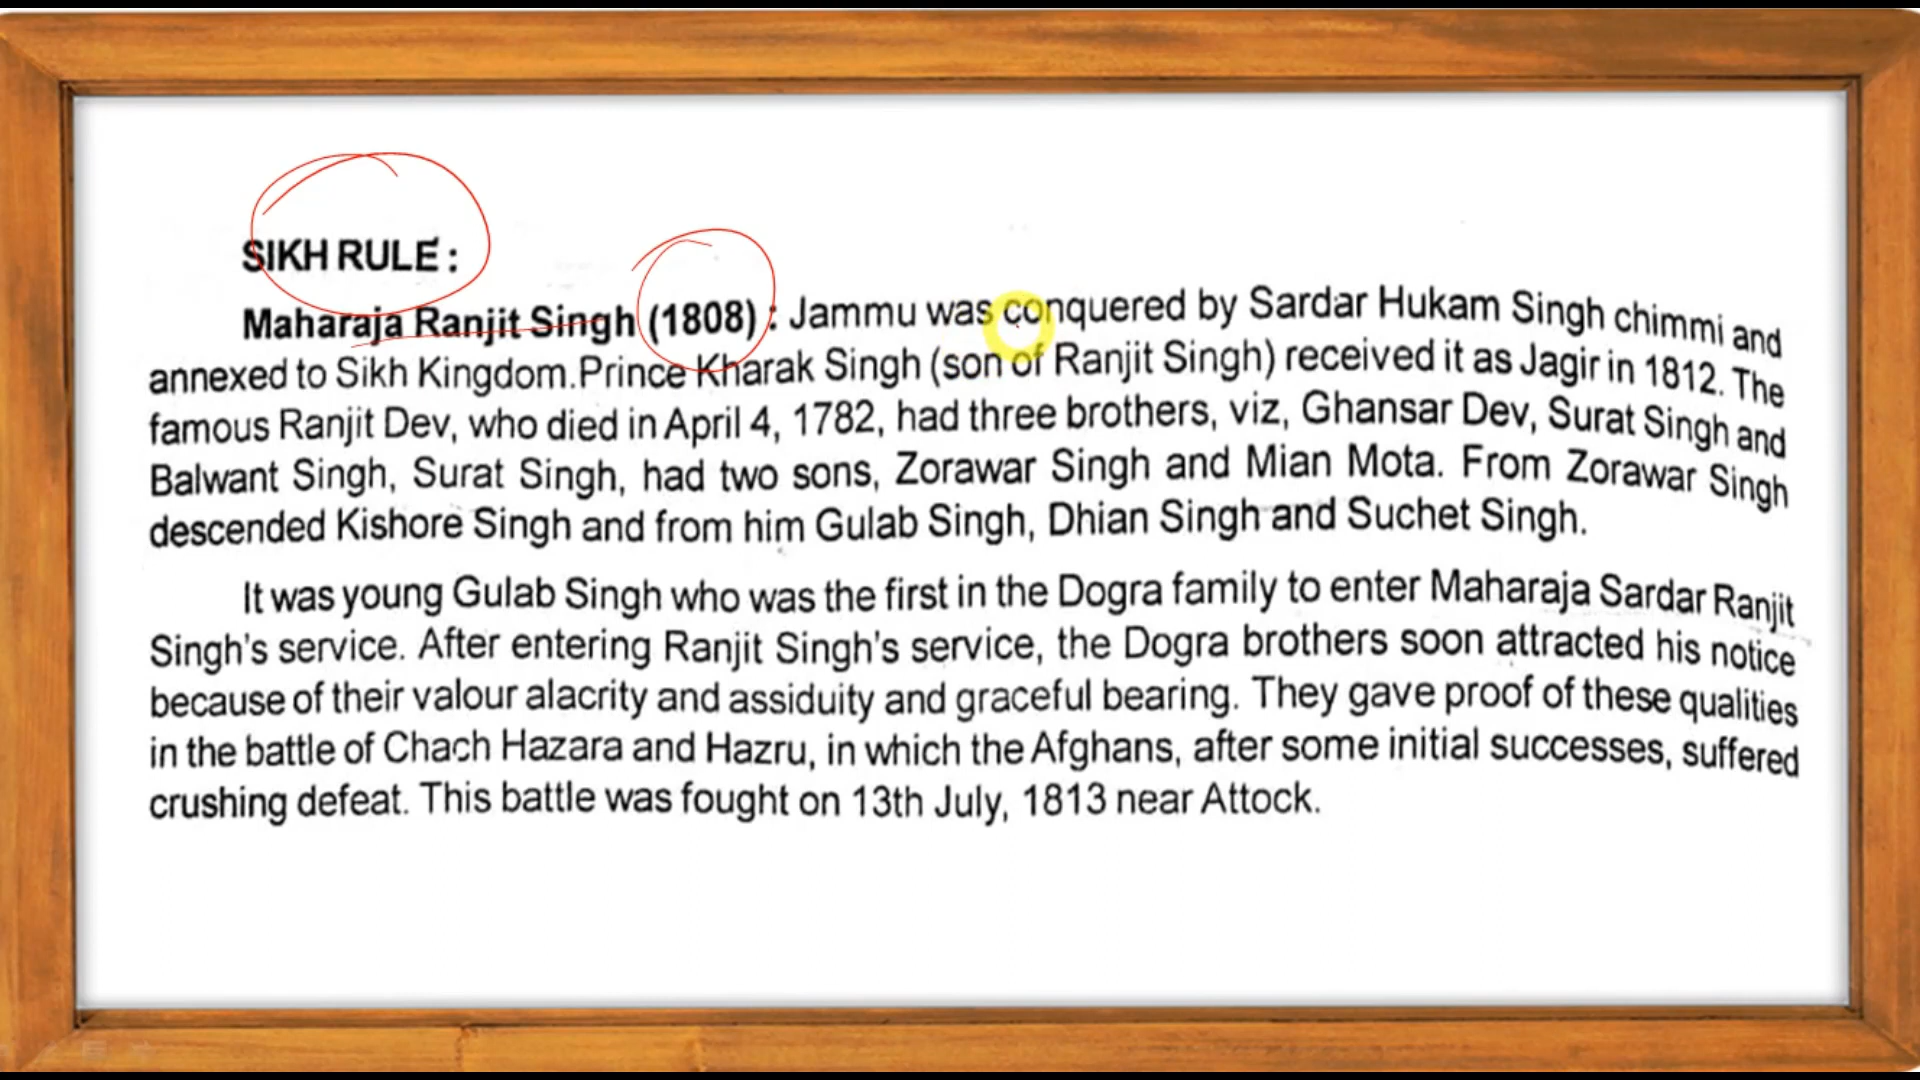 SIKH RULE :
Maharaja Ranjit Singh (1808) : Jammu was conquered by Sardar Hukam Singh chimmi and
annexed to Sikh Kingdom.Prince Kharak Singh (son of Ranjit Singh) received it as Jagir in 1812. The
famous Ranjit Dev, who died in April 4, 1782, had three brothers, viz, Ghansar Dev, Surat Singh and
Balwant Singh, Surat Singh, had two sons, Zorawar Singh and Mian Mota. From Zorawar Singh
descended Kishore Singh and from him Gulab Singh, Dhian Singh and Suchet Singh.
It was young Gulab Singh who was the first in the Dogra family to enter Maharaja Sardar Ranjit
Singh's service. After entering Ranjit Singh's service, the Dogra brothers soon attracted his notice
because of their valour alacrity and assiduity and graceful bearing. They gave proof of these qualities
in the battle of Chach Hazara and Hazru, in which the Afghans, after some initial successes, suffered
crushing defeat. This battle was fought on 13th July, 1813 near Attock.